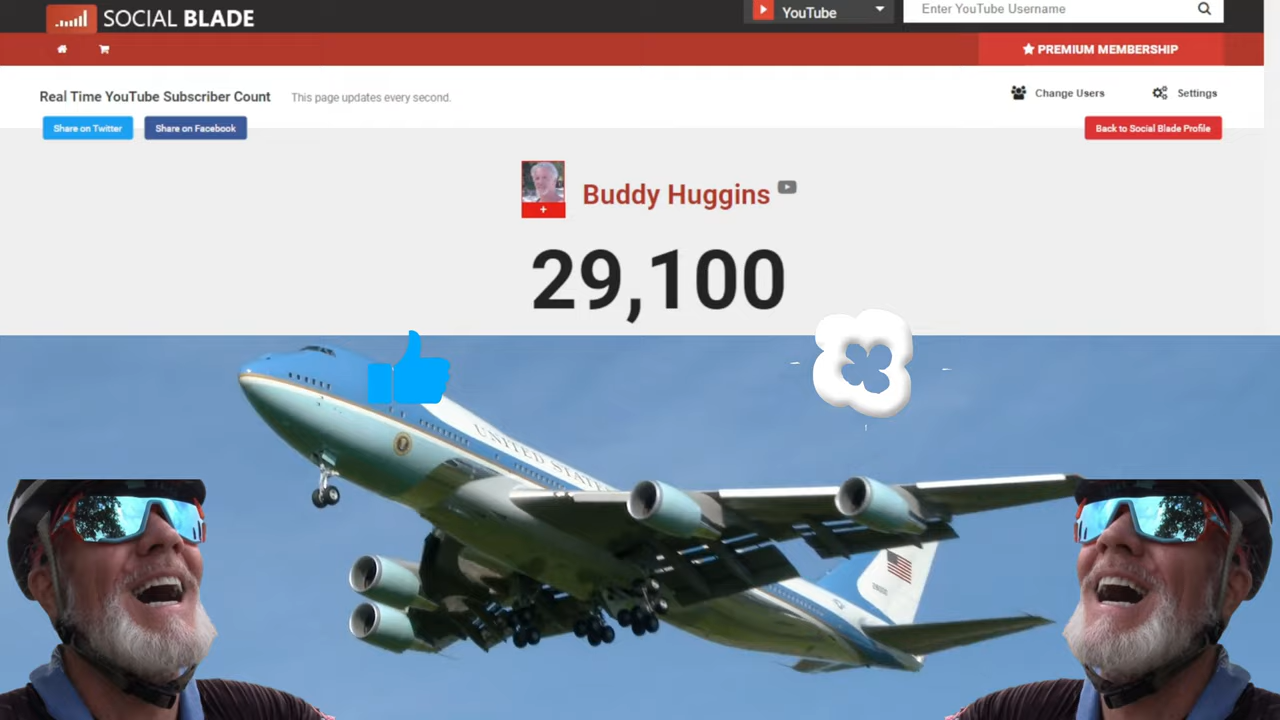 SOCIAL BLADE
YouTube
Enter YouTube Username
PREMIUM MEMBERSHIP
Real Time YouTube Subscriber Count
This page updates every second.
Change Users
Settings
Share on Twitter
Share on Facebook
Back to Social Blade Profile
+
Buddy Huggins
29,100
UNITED STATES